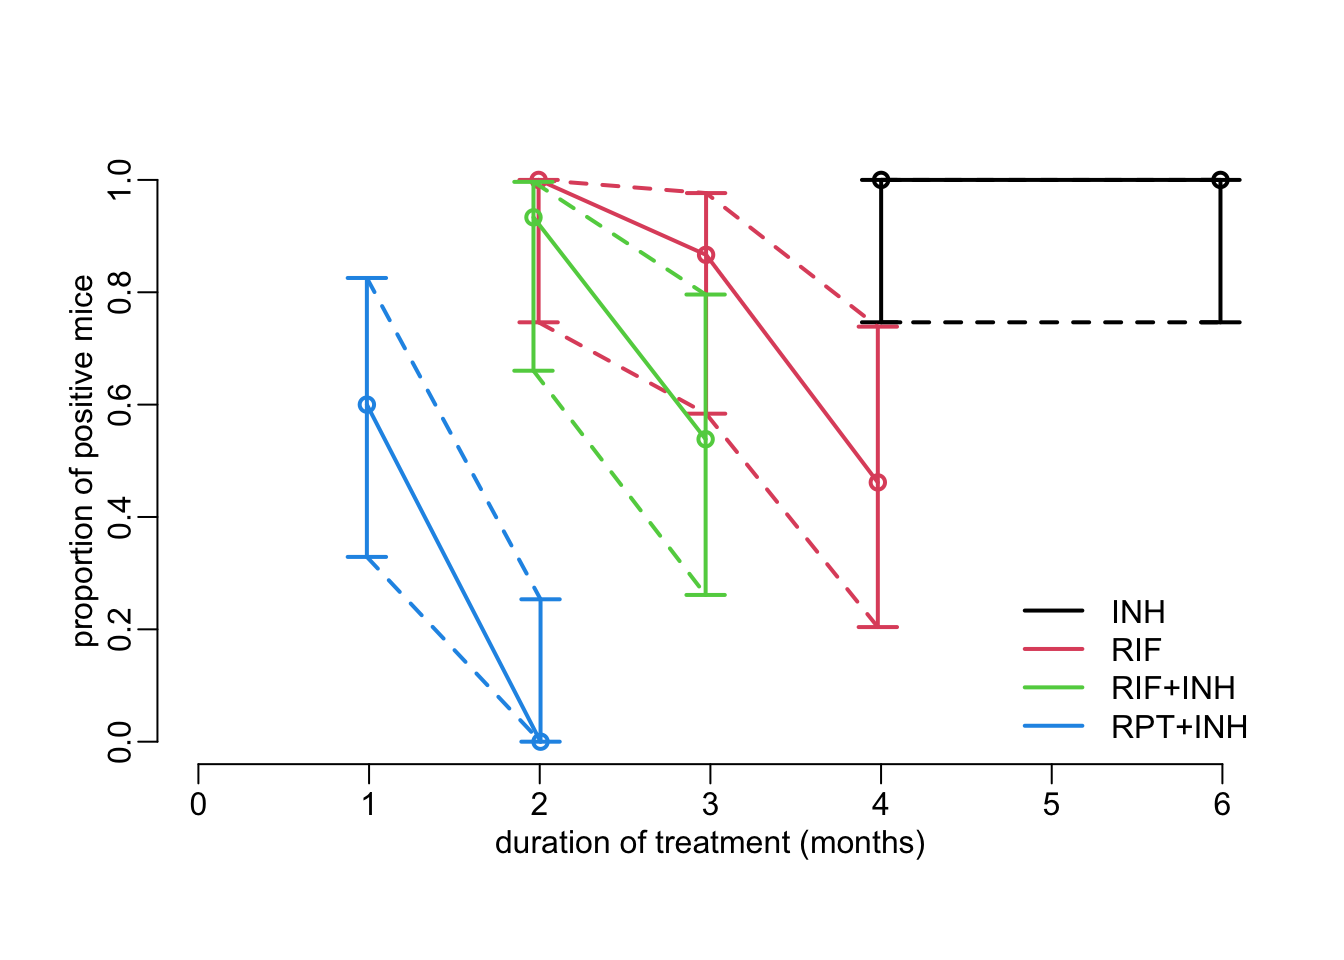 proportion of positive mice
1.0
0.8
0.6
0.4
0.2
0.0
0 1 2 3 4 5 6
duration of treatment (months)
INH
RIF
RIF+INH
RPT+INH